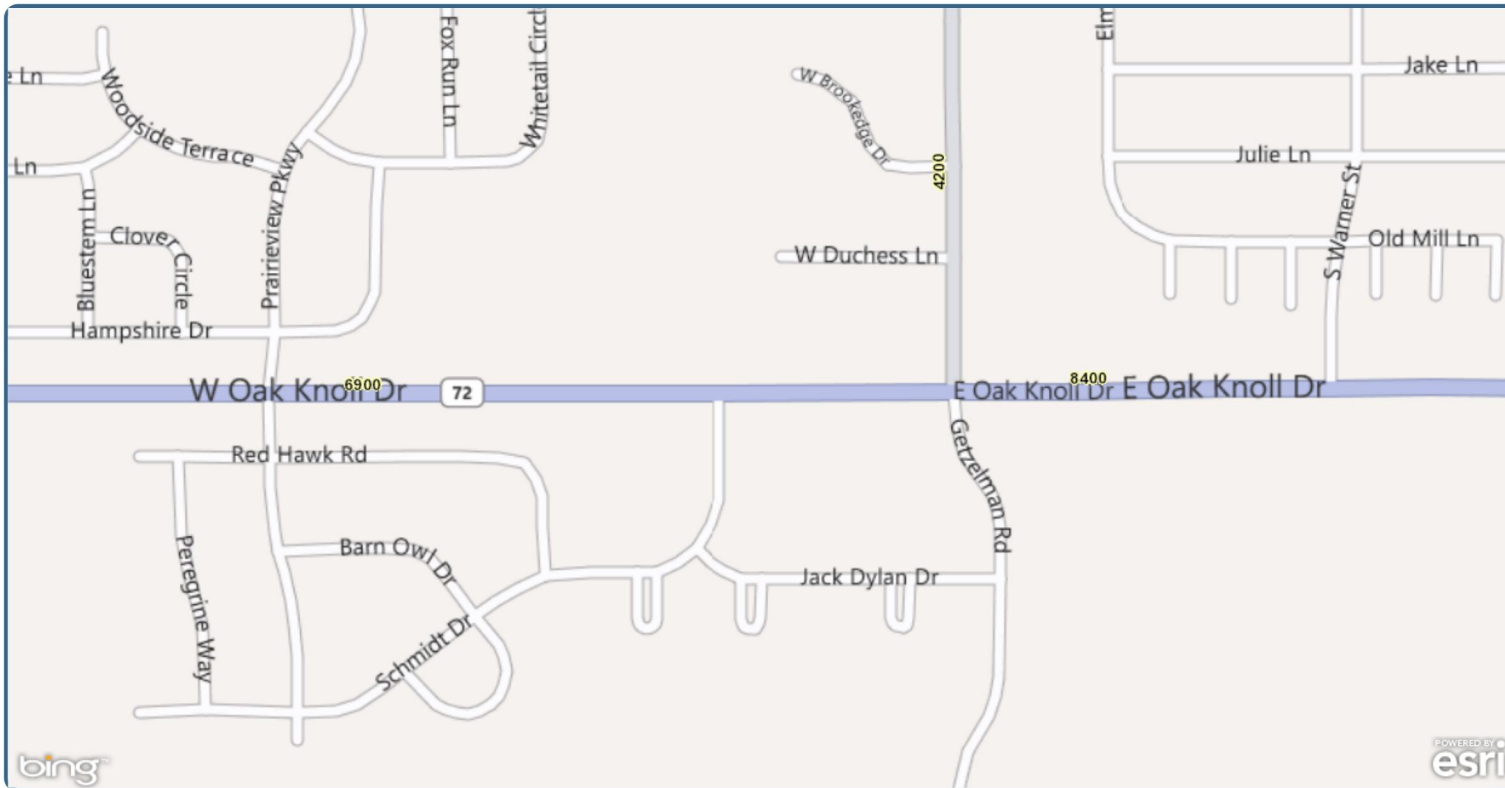 Elm
Fox Run Ln
Whitetail Circl
e Ln
Woodside Terrace
W Brookedge Dr
Jake Ln
Ln
Prairieview Pkwy
4200
Julie Ln
Bluestem Ln
Clover Circle
W Duchess Ln
S Warner St
Old Mill Ln
Hampshire Dr
W Oak Knoll Dr
6900
72
E Oak Knoll Dr
8400
E Oak Knoll Dr
Getzelman Rd
Red Hawk Rd
Barn Owl Dr
Peregrine Way
Jack Dylan Dr
Schmidt Dr
bing
POWERED BY
esri